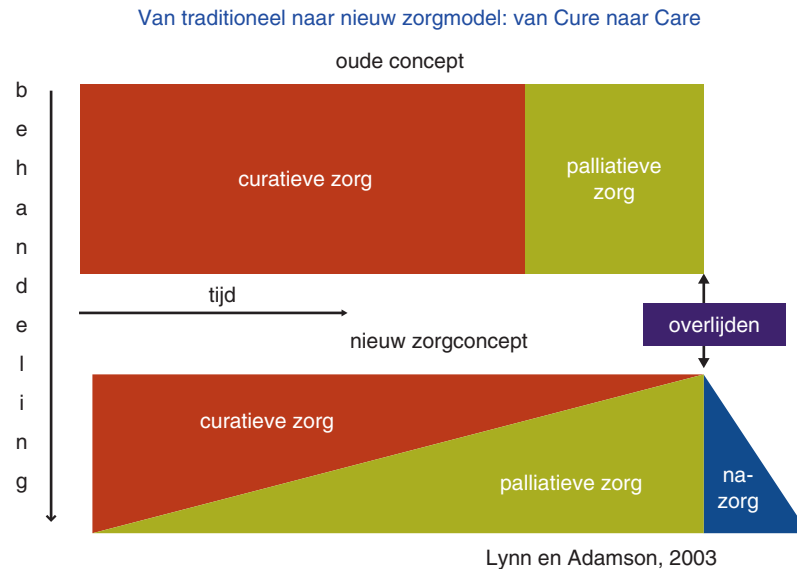 Van traditioneel naar nieuw zorgmodel: van Cure naar Care
oude concept
behandeling
curatieve zorg
palliatieve
zorg
tijd
overlijden
nieuw zorgconcept
curatieve zorg
palliatieve zorg
na-
zorg
Lynn en Adamson, 2003